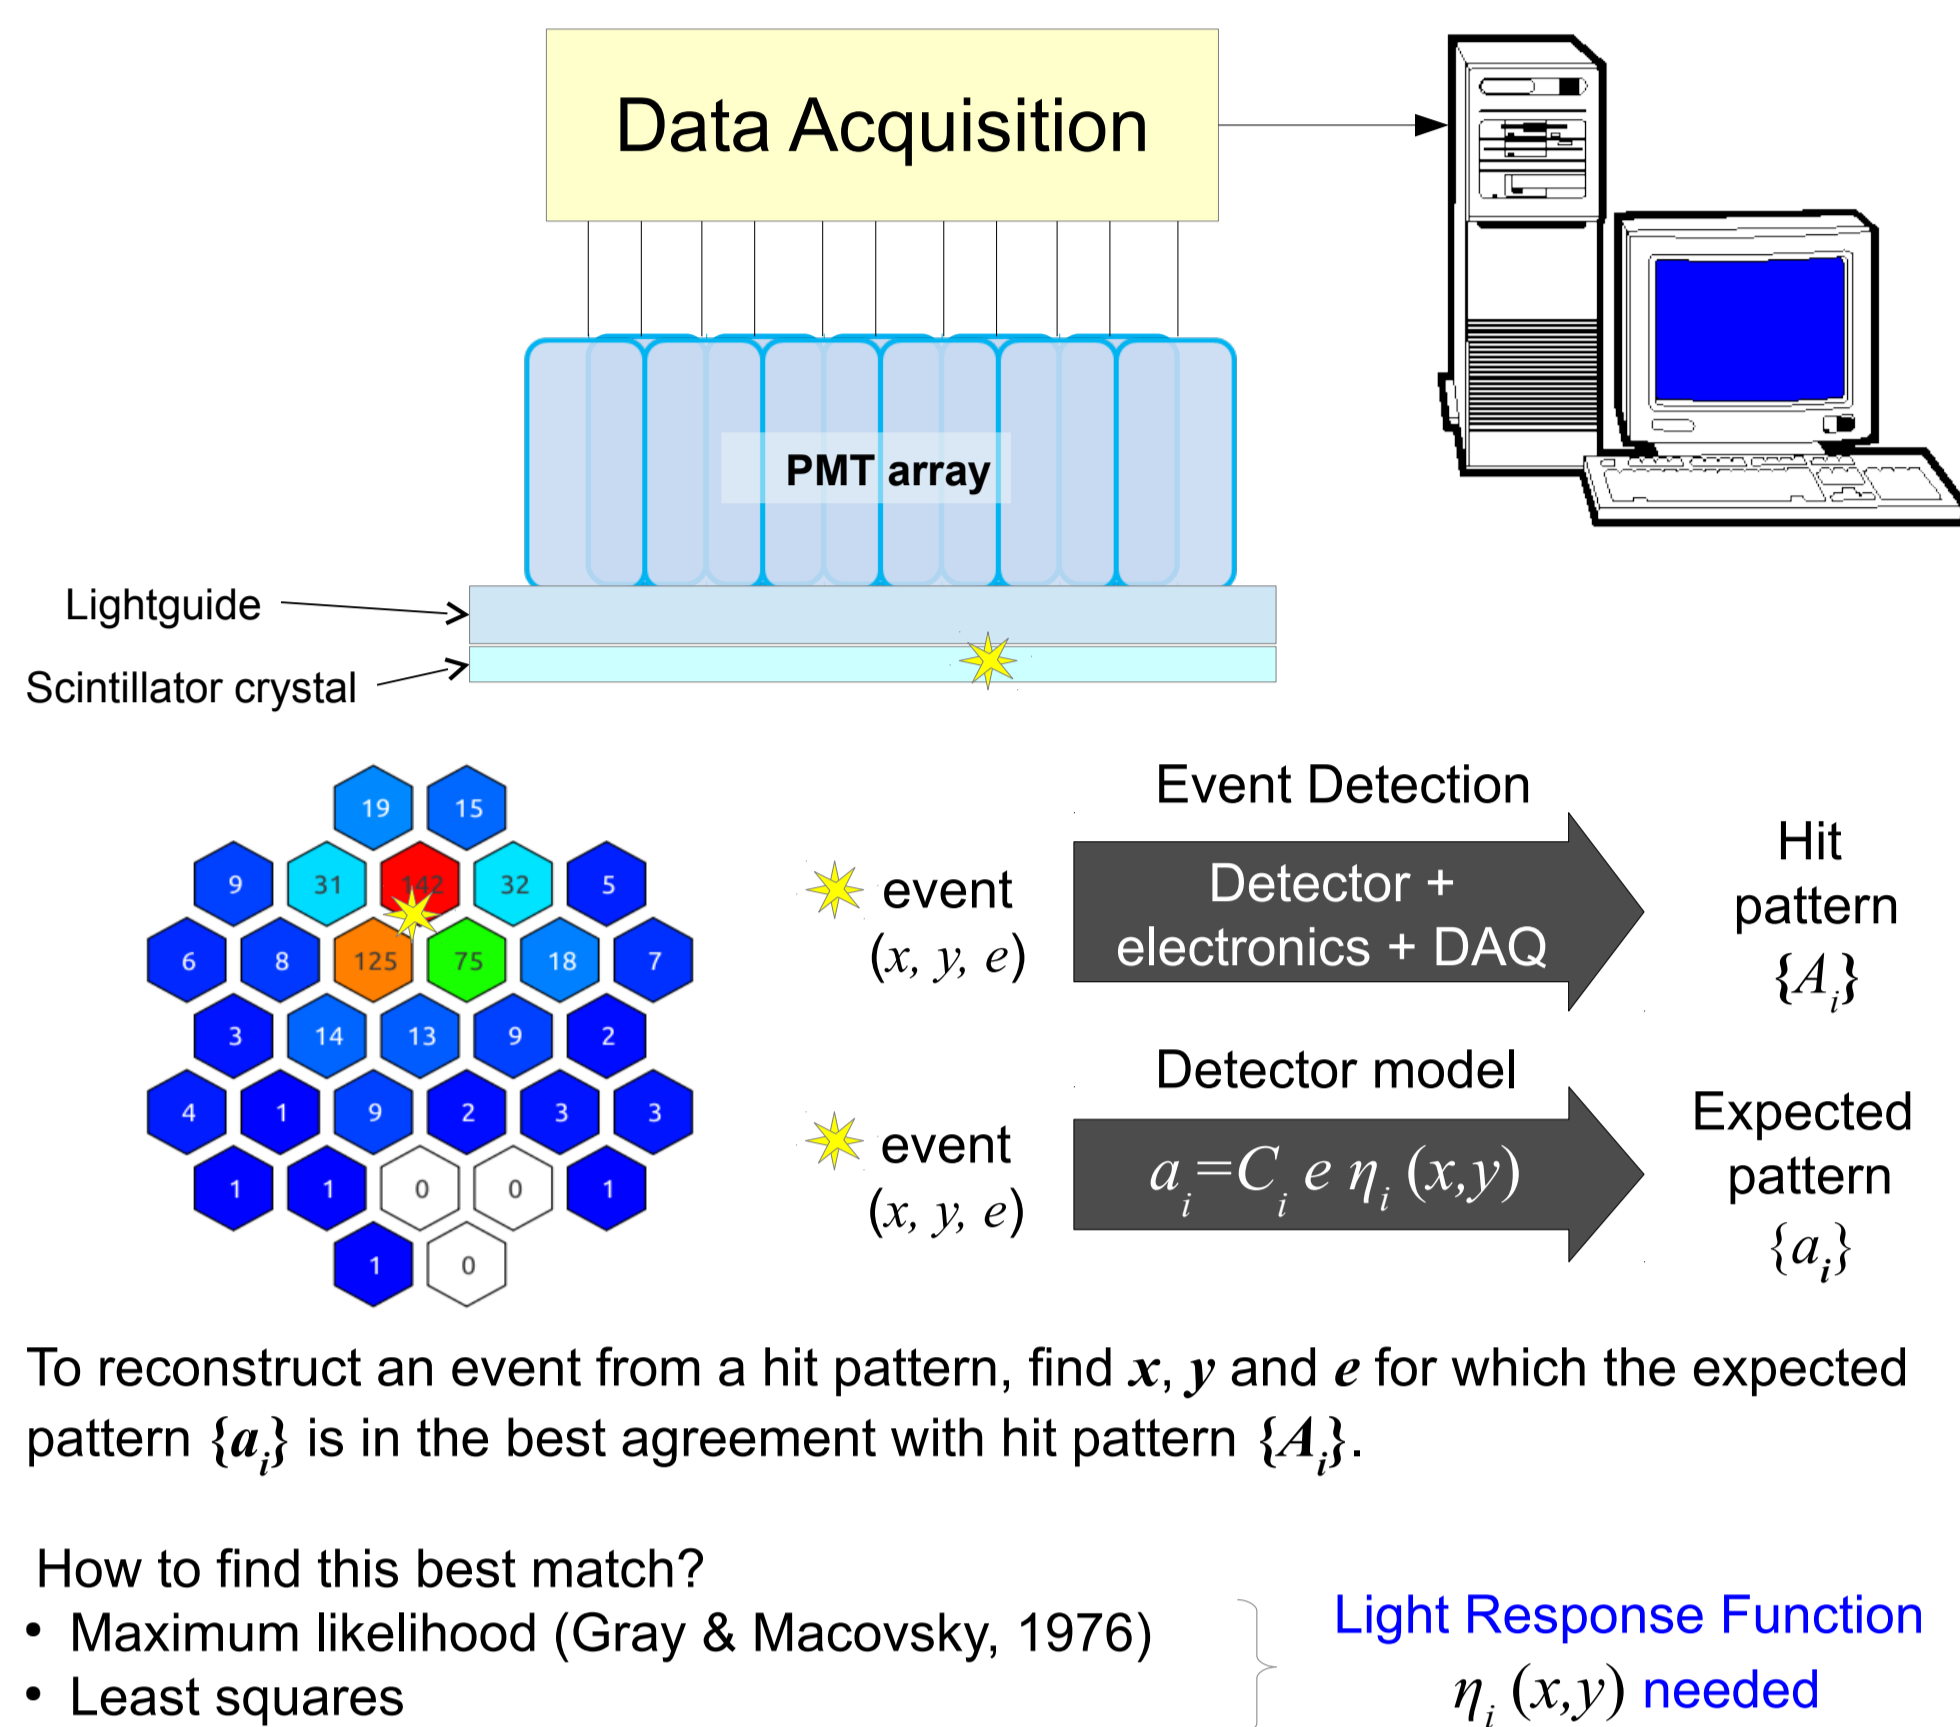 Data Acquisition
PMT array
Lightguide
Scintillator crystal
19 15
9 31 142 32 5
6 8 125 75 18 7
3 14 13 9 2
4 1 9 2 3 3
1 1 0 0 1
1 0
Event Detection
event
(x, y, e)
Detector +
electronics + DAQ
Hit
pattern
{A_i}
Detector model
event
(x, y, e)
a_i=C_i e η_i (x,y)
Expected
pattern
{a_i}
To reconstruct an event from a hit pattern, find x, y and e for which the expected
pattern {a_i} is in the best agreement with hit pattern {A_i}.
How to find this best match?
• Maximum likelihood (Gray & Macovsky, 1976)
• Least squares
Light Response Function
η_i (x,y) needed